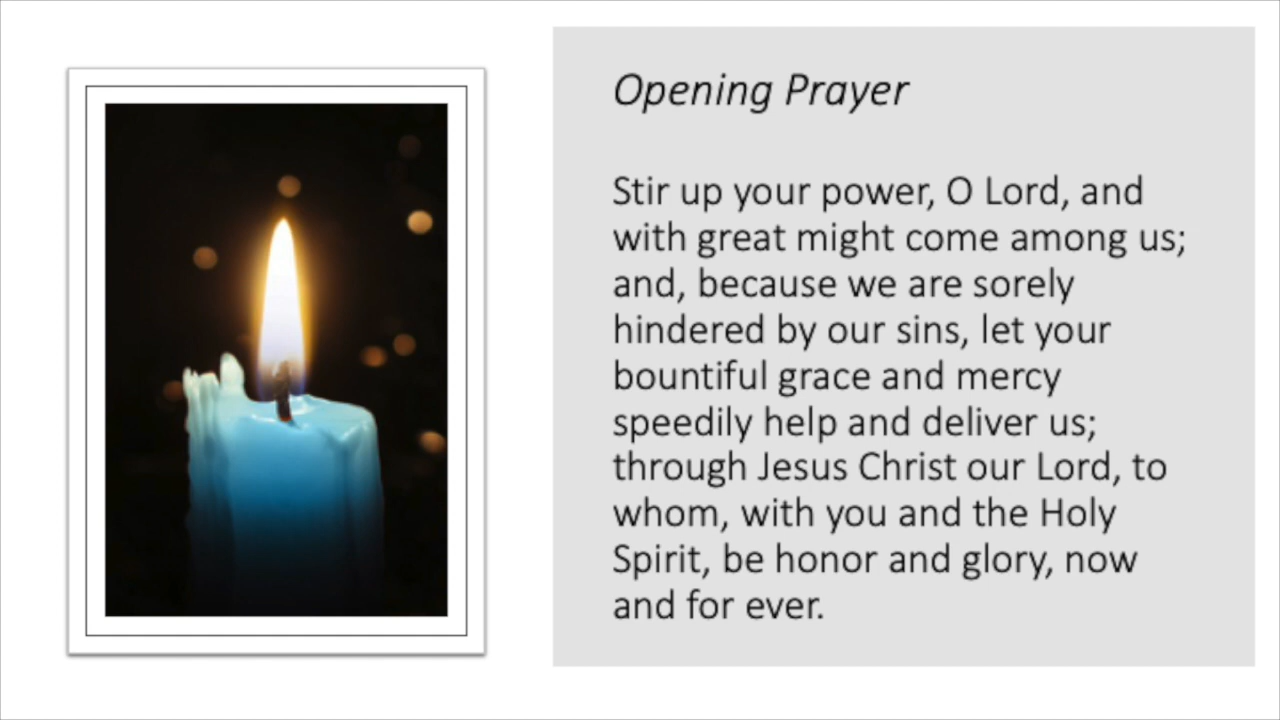 Opening Prayer
Stir up your power, O Lord, and
with great might come among us;
and, because we are sorely
hindered by our sins, let your
bountiful grace and mercy
speedily help and deliver us;
through Jesus Christ our Lord, to
whom, with you and the Holy
Spirit, be honor and glory, now
and for ever.